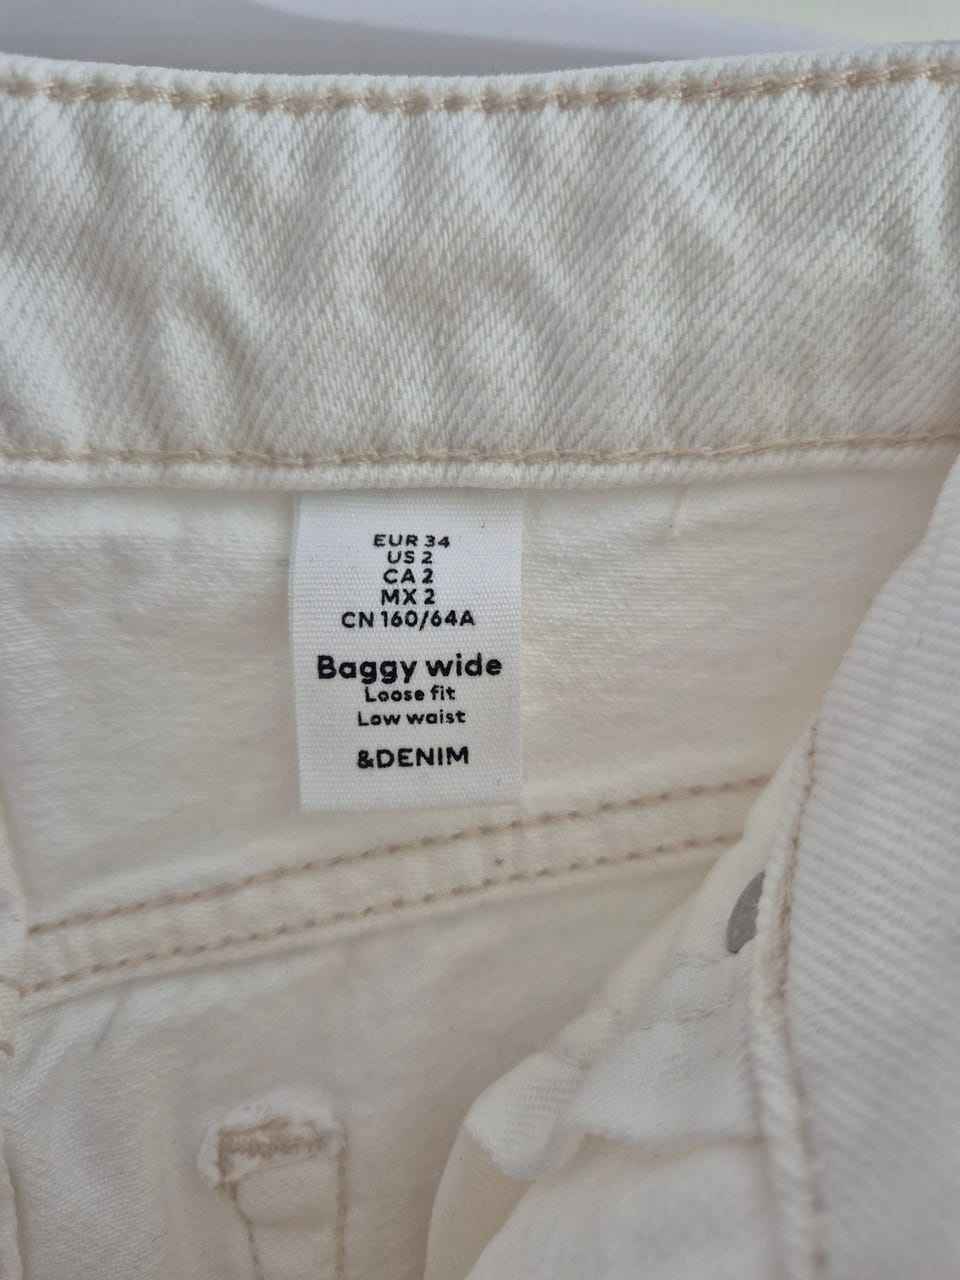 EUR 34
US 2
CA 2
MX 2
CN 160/64A
Baggy wide
Loose fit
Low waist
&DENIM